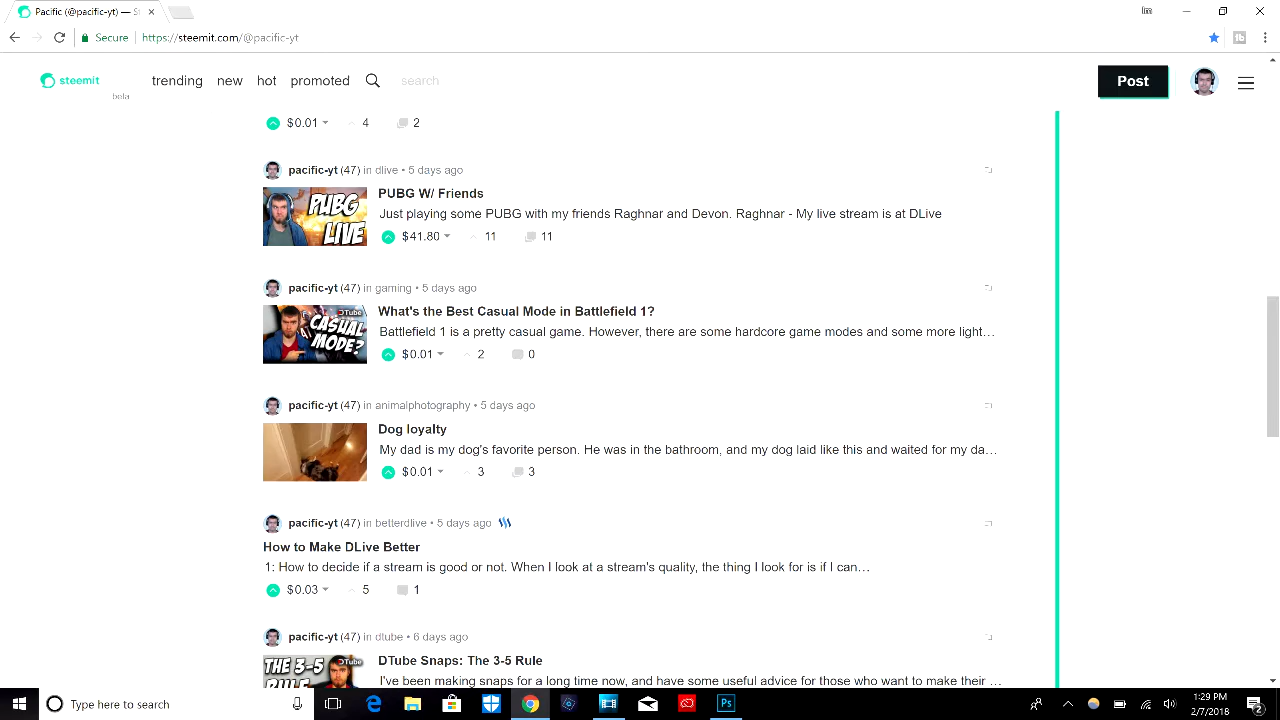 Pacific (@pacific-yt) — St
Secure https://steemit.com/@pacific-yt
steemit beta trending new hot promoted search Post
$0.01 4 2
pacific-yt (47) in dlive • 5 days ago
PUBG W/ Friends
PUBG LIVE
Just playing some PUBG with my friends Raghnar and Devon. Raghnar - My live stream is at DLive
$41.80 11 11
pacific-yt (47) in gaming • 5 days ago
What's the Best Casual Mode in Battlefield 1?
DTube
CASUAL MODE?
Battlefield 1 is a pretty casual game. However, there are some hardcore game modes and some more light…
$0.01 2 0
pacific-yt (47) in animalphotography • 5 days ago
Dog loyalty
My dad is my dog's favorite person. He was in the bathroom, and my dog laid like this and waited for my da…
$0.01 3 3
pacific-yt (47) in betterdlive • 5 days ago
How to Make DLive Better
1: How to decide if a stream is good or not. When I look at a stream's quality, the thing I look for is if I can…
$0.03 5 1
pacific-yt (47) in dtube • 6 days ago
DTube Snaps: The 3-5 Rule
THE 3-5 RULE
DTube
I've been making snaps for a long time now, and have some useful advice for those who want to make their …
Type here to search
Ps
1:29 PM
2/7/2018
2